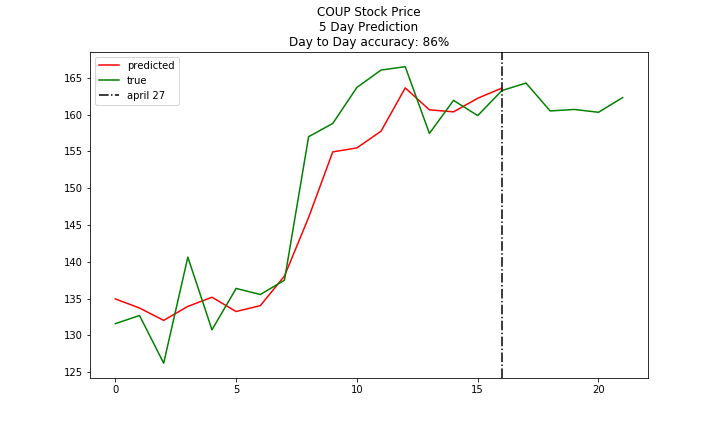 COUP Stock Price
5 Day Prediction
Day to Day accuracy: 86%
predicted
true
april 27
165
160
155
150
145
140
135
130
125
0 5 10 15 20